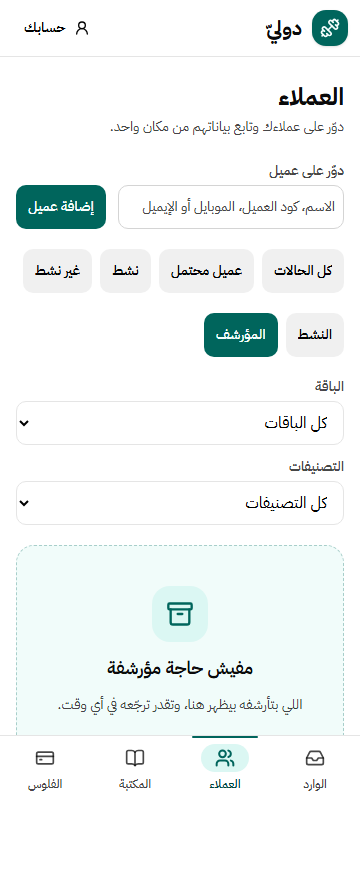 دوليّ
حسابك
العملاء
دوّر على عملاءك وتابع بياناتهم من مكان واحد.
دوّر على عميل
الاسم، كود العميل، الموبايل أو الإيميل
إضافة عميل
كل الحالات
عميل محتمل
نشط
غير نشط
النشط
المؤرشف
الباقة
كل الباقات
التصنيفات
كل التصنيفات
مفيش حاجة مؤرشفة
اللي بتأرشفه بيظهر هنا، وتقدر ترجّعه في أي وقت.
الوارد
العملاء
المكتبة
الفلوس